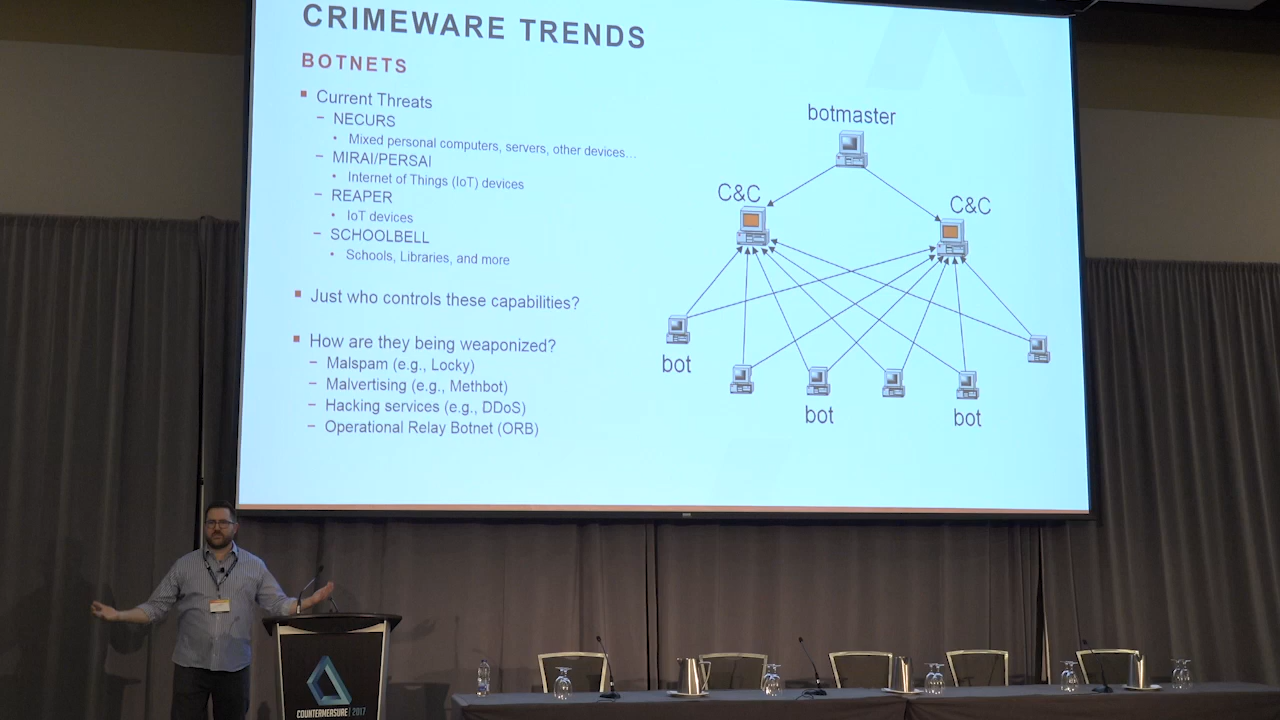 CRIMEWARE TRENDS
BOTNETS
▪ Current Threats
– NECURS
• Mixed personal computers, servers, other devices…
– MIRAI/PERSAI
• Internet of Things (IoT) devices
– REAPER
• IoT devices
– SCHOOLBELL
• Schools, Libraries, and more
▪ Just who controls these capabilities?
▪ How are they being weaponized?
– Malspam (e.g., Locky)
– Malvertising (e.g., Methbot)
– Hacking services (e.g., DDoS)
– Operational Relay Botnet (ORB)
botmaster
C&C
C&C
bot
bot
bot
COUNTERMEASURE | 2017